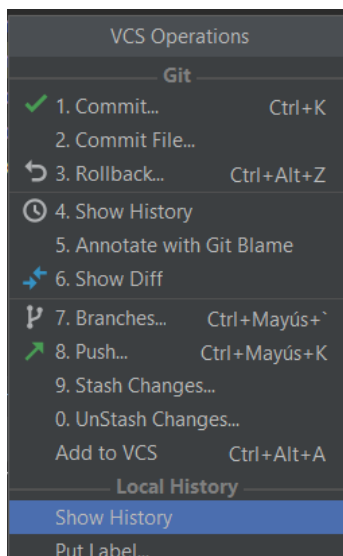 VCS Operations
Git
1. Commit... Ctrl+K
2. Commit File...
3. Rollback... Ctrl+Alt+Z
4. Show History
5. Annotate with Git Blame
6. Show Diff
7. Branches... Ctrl+Mayús+`
8. Push... Ctrl+Mayús+K
9. Stash Changes...
0. UnStash Changes...
Add to VCS Ctrl+Alt+A
Local History
Show History
Put Label...